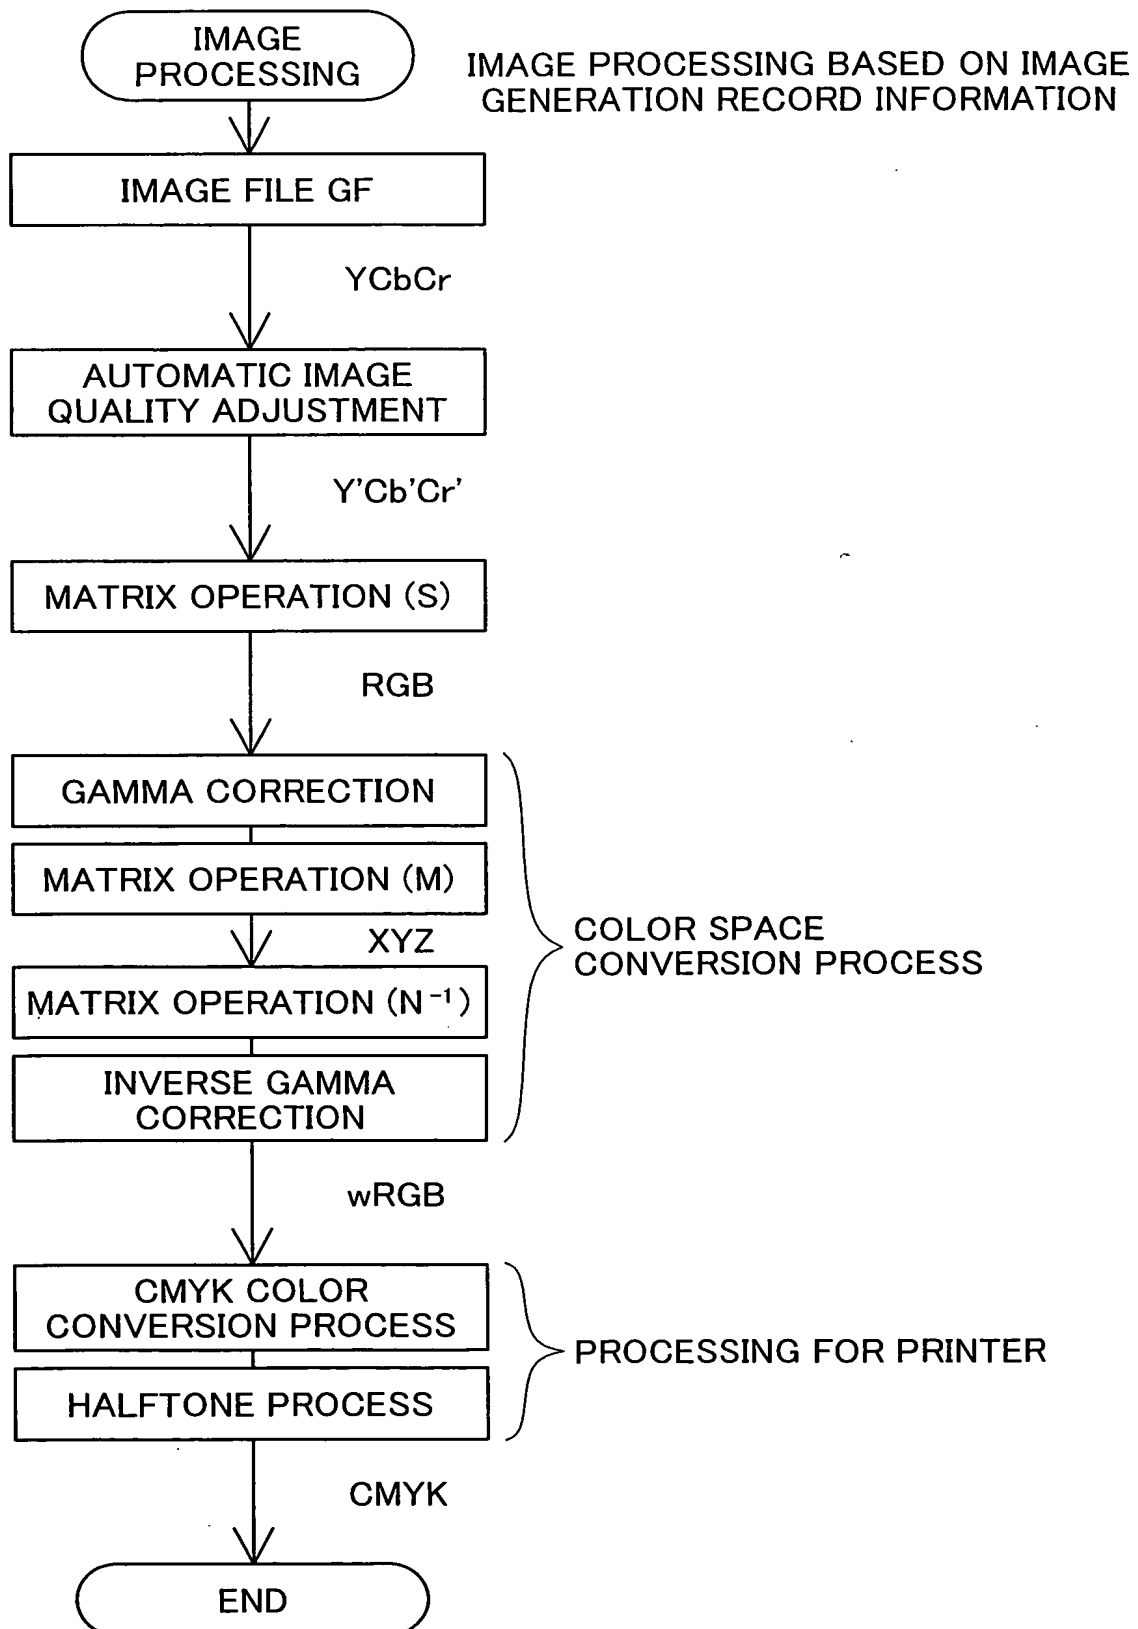 IMAGE
PROCESSING
IMAGE PROCESSING BASED ON IMAGE
GENERATION RECORD INFORMATION
IMAGE FILE GF
YCbCr
AUTOMATIC IMAGE
QUALITY ADJUSTMENT
Y'Cb'Cr'
MATRIX OPERATION (S)
RGB
GAMMA CORRECTION
MATRIX OPERATION (M)
XYZ
COLOR SPACE
CONVERSION PROCESS
MATRIX OPERATION (N⁻¹)
INVERSE GAMMA
CORRECTION
wRGB
CMYK COLOR
CONVERSION PROCESS
PROCESSING FOR PRINTER
HALFTONE PROCESS
CMYK
END